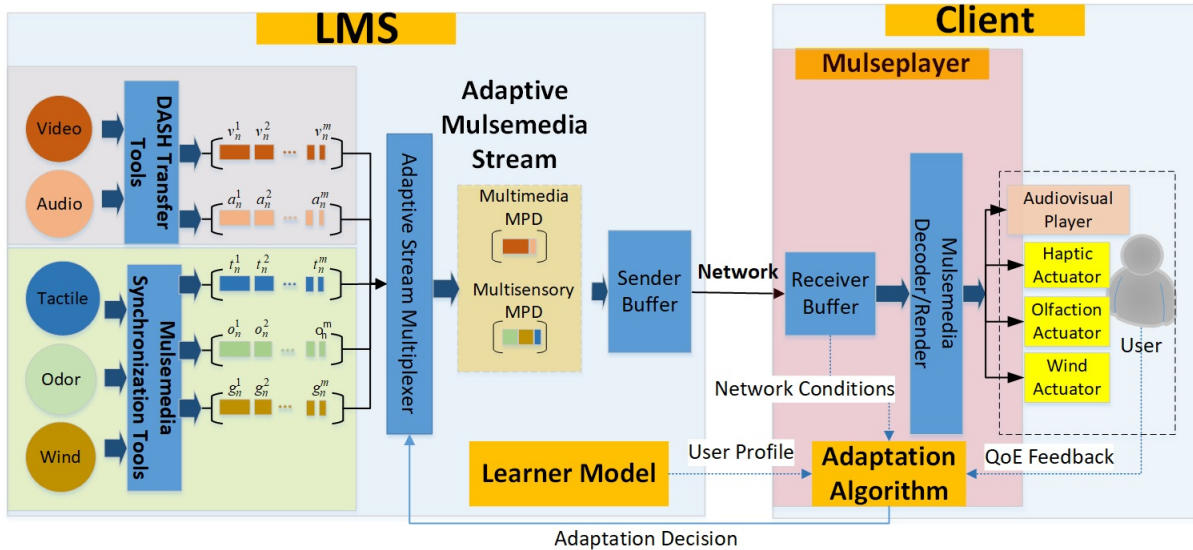 LMS
Client
Mulseplayer
Video
Audio
Tactile
Odor
Wind
DASH Transfer
Tools
Mulsemedia
Synchronization Tools
v_n^1 v_n^2 ... v_n^m
a_n^1 a_n^2 ... a_n^m
t_n^1 t_n^2 ... t_n^m
o_n^1 o_n^2 ... o_n^m
g_n^1 g_n^2 ... g_n^m
Adaptive Stream Multiplexer
Adaptive
Mulsemedia
Stream
Multimedia
MPD
Multisensory
MPD
Sender
Buffer
Network
Receiver
Buffer
Mulsemedia
Decoder/Render
Audiovisual
Player
Haptic
Actuator
Olfaction
Actuator
Wind
Actuator
User
Network Conditions
Learner Model
User Profile
Adaptation
Algorithm
QoE Feedback
Adaptation Decision